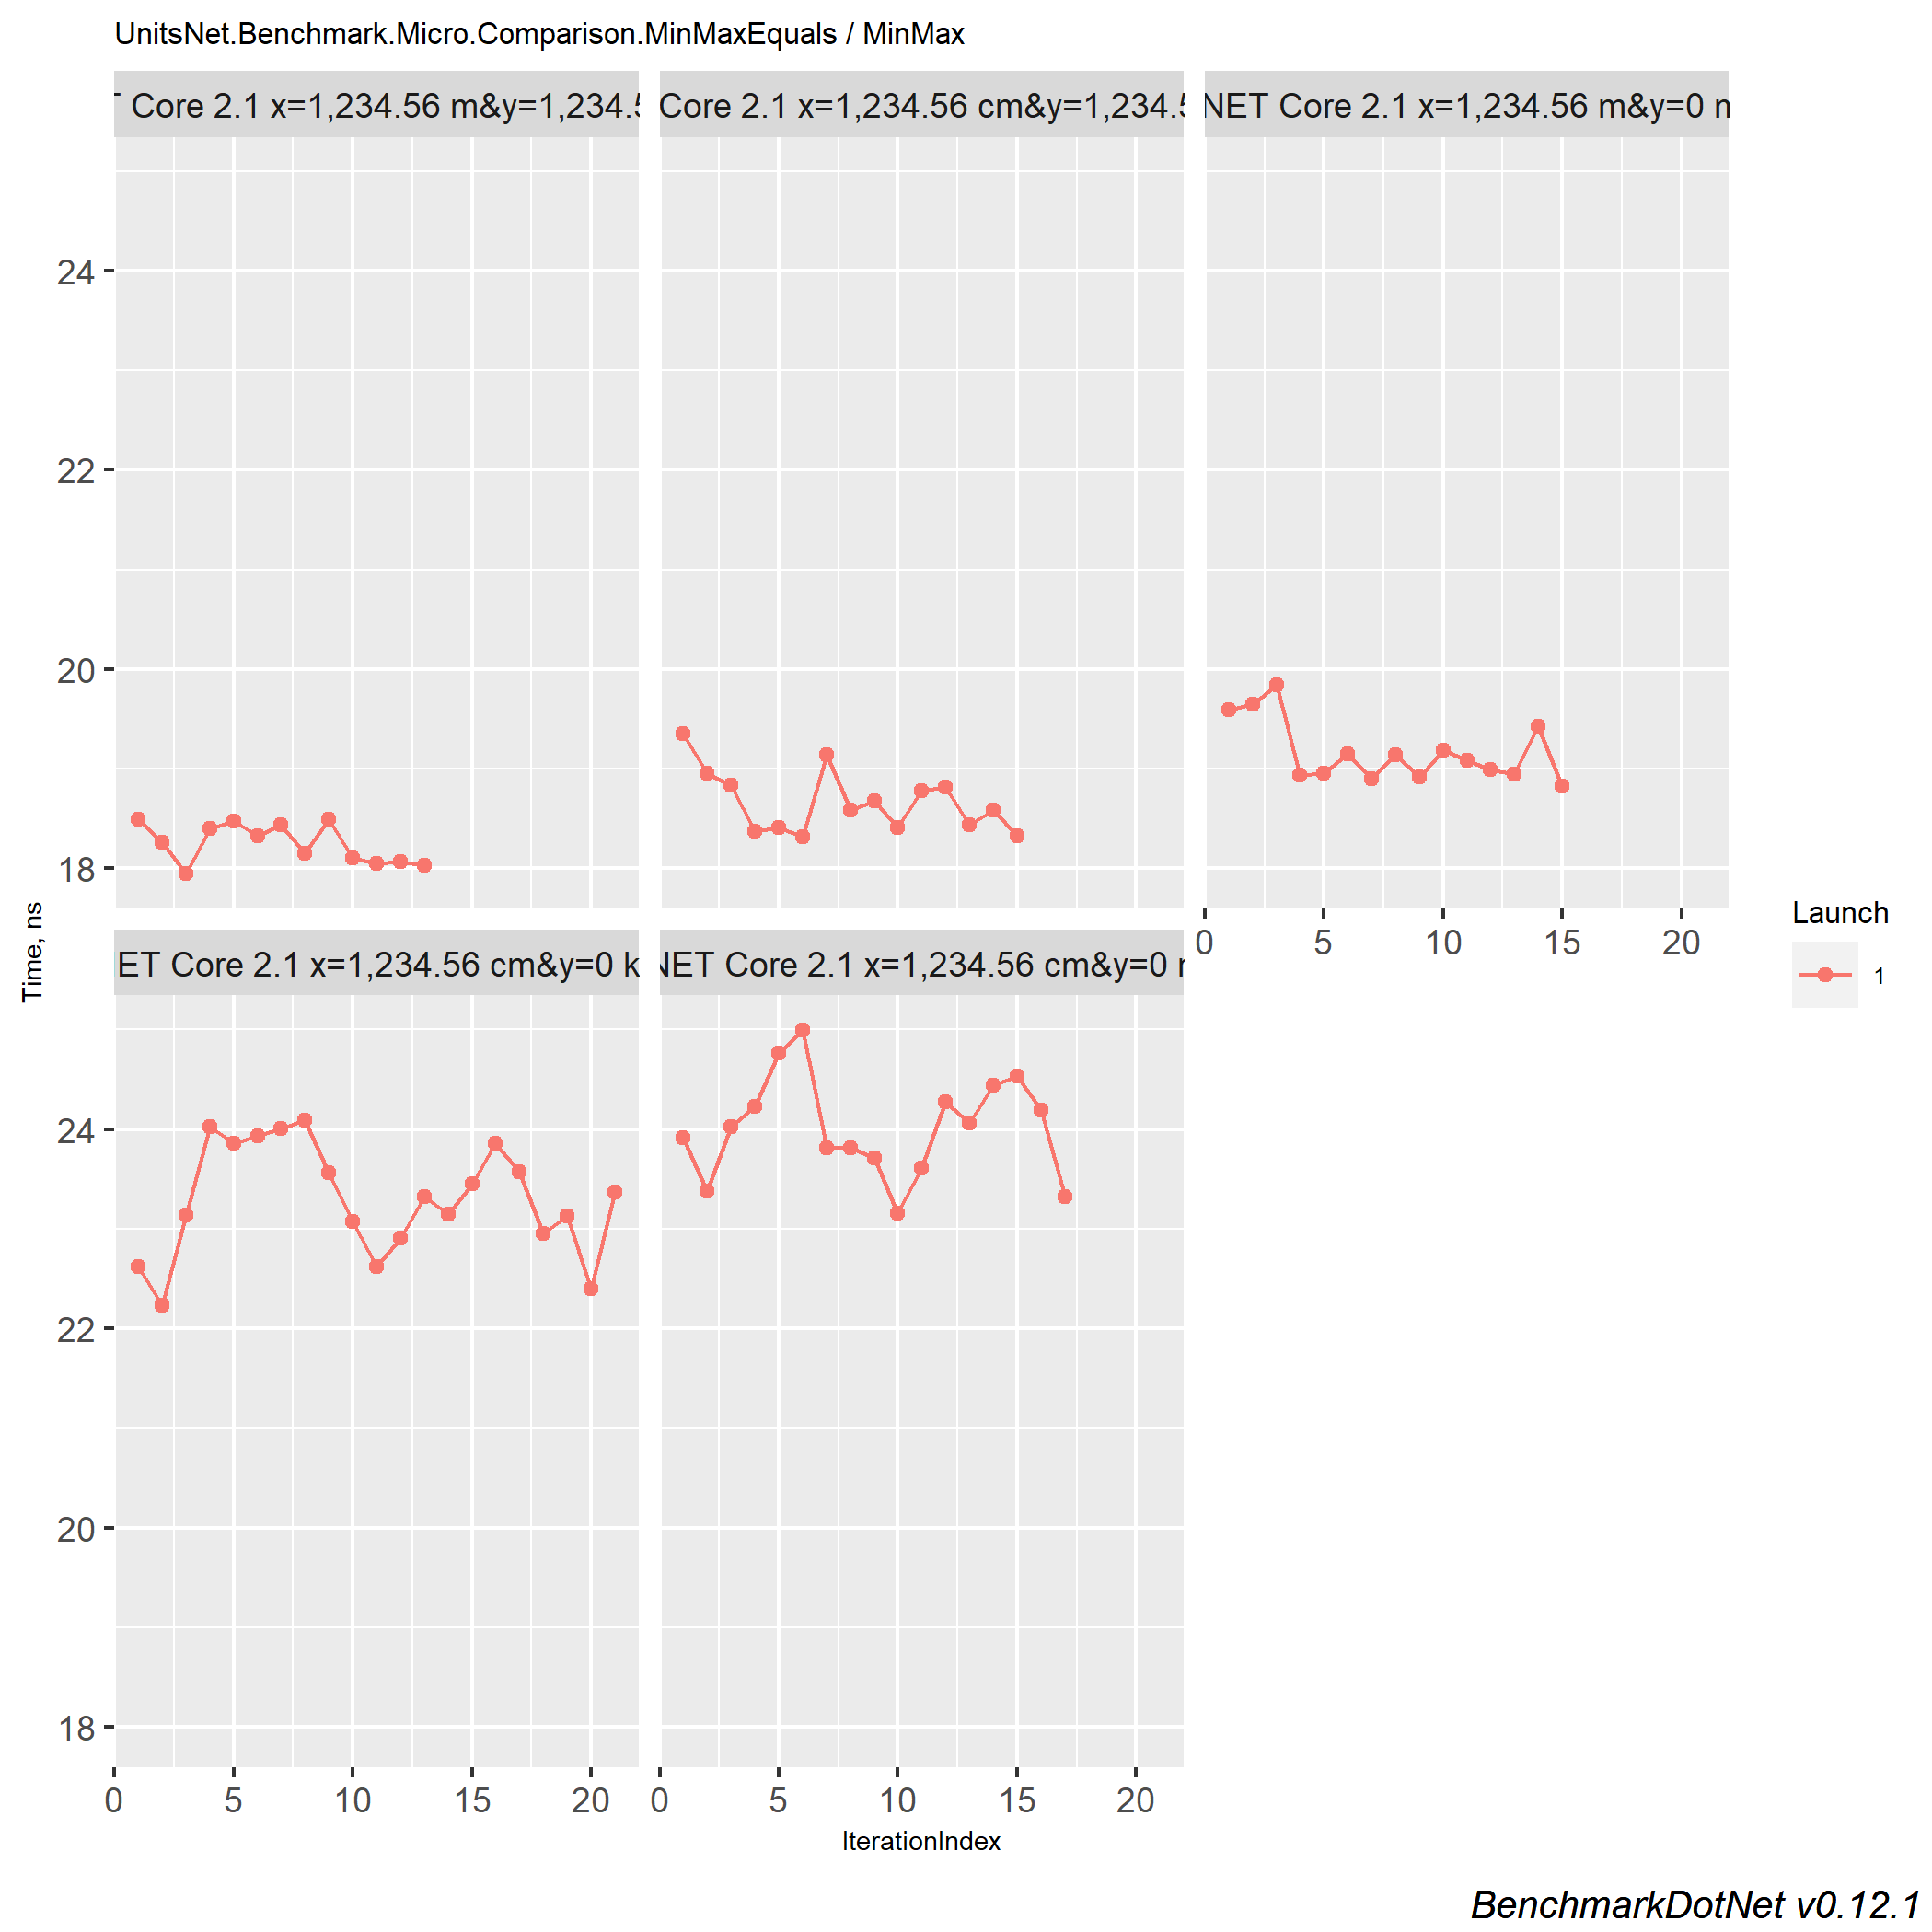 UnitsNet.Benchmark.Micro.Comparison.MinMaxEquals / MinMax
Core 2.1 x=1,234.56 m&y=1,234.5
Core 2.1 x=1,234.56 cm&y=1,234.5
NET Core 2.1 x=1,234.56 m&y=0
24
22
20
18
0 5 10 15 20
ET Core 2.1 x=1,234.56 cm&y=0 k
NET Core 2.1 x=1,234.56 cm&y=0
24
22
20
18
0 5 10 15 20
0 5 10 15 20
Time, ns
IterationIndex
Launch
1
BenchmarkDotNet v0.12.1